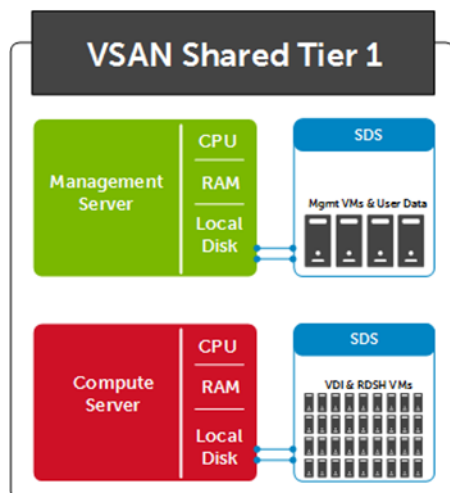 VSAN Shared Tier 1
Management
Server
CPU
RAM
Local
Disk
SDS
Mgmt VMs & User Data
Compute
Server
CPU
RAM
Local
Disk
SDS
VDI & RDSH VMs